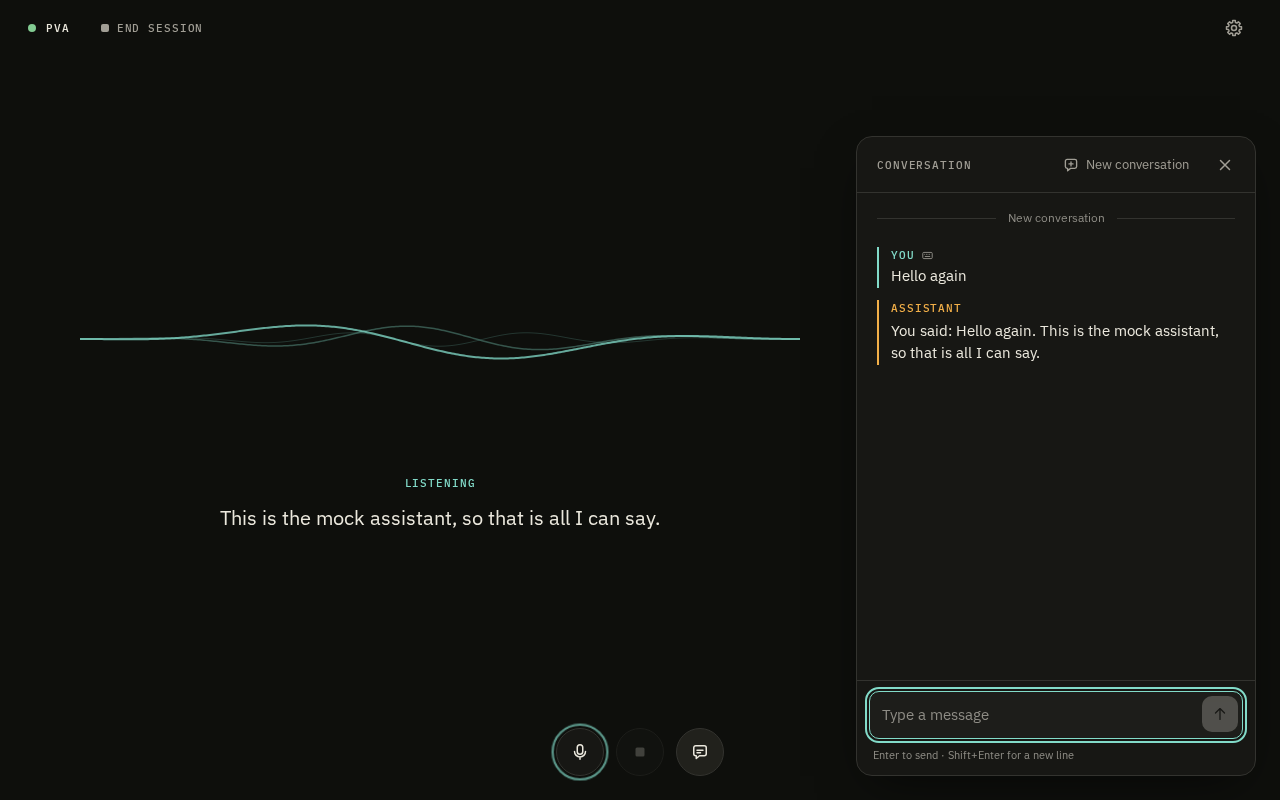 PVA
END SESSION
CONVERSATION
New conversation
New conversation
YOU
Hello again
ASSISTANT
You said: Hello again. This is the mock assistant,
so that is all I can say.
LISTENING
This is the mock assistant, so that is all I can say.
Type a message
Enter to send · Shift+Enter for a new line